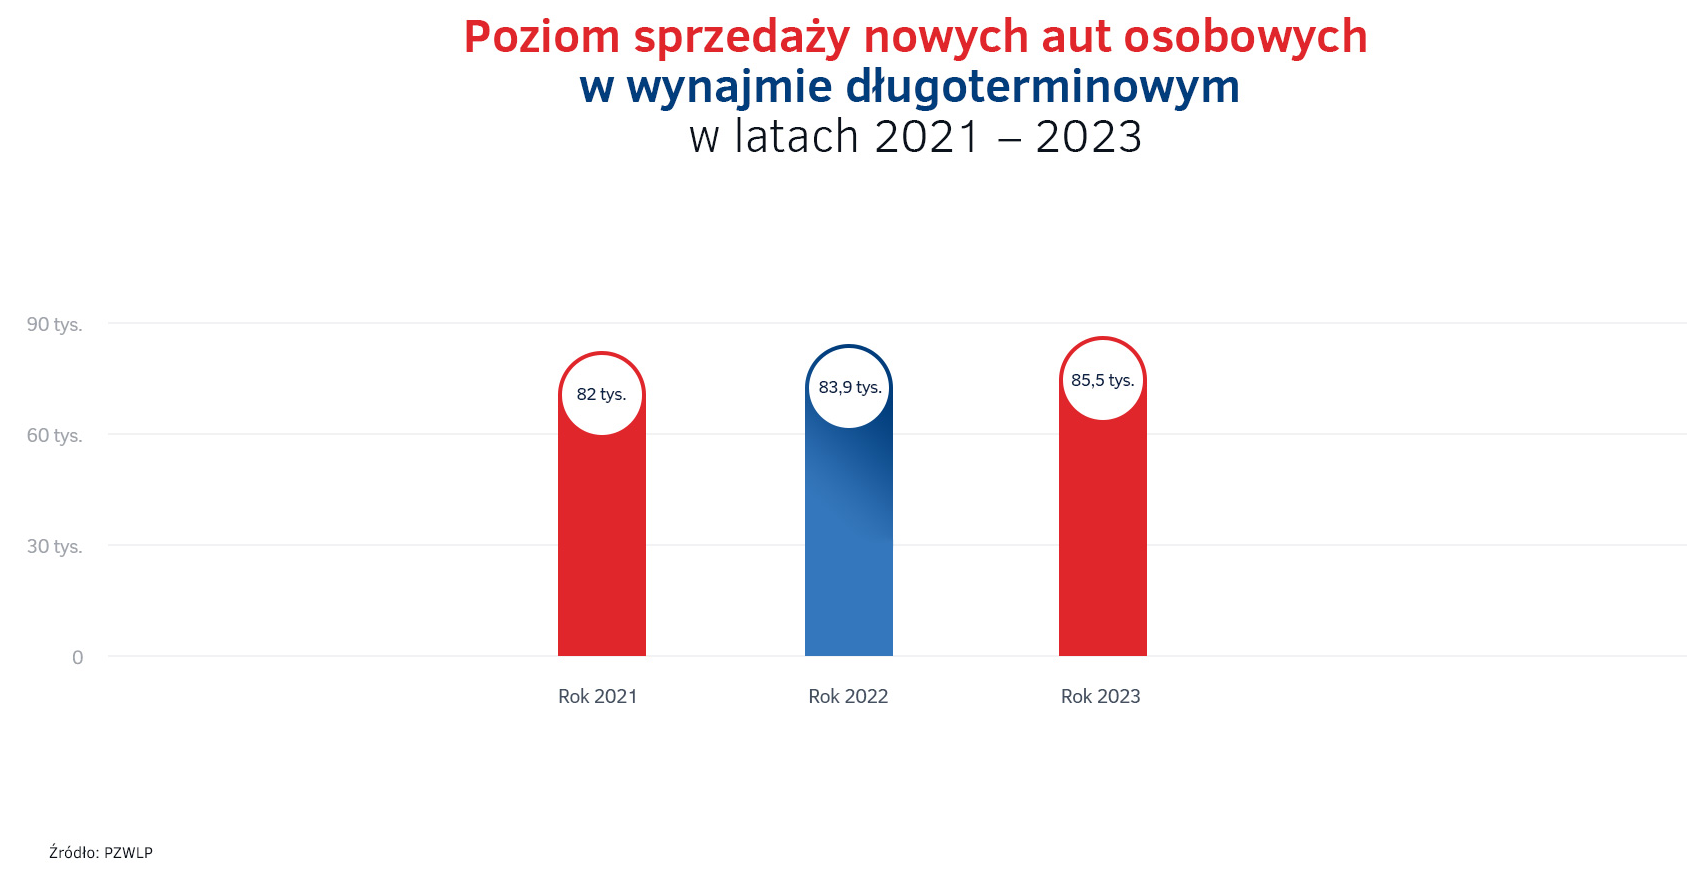 Poziom sprzedaży nowych aut osobowych
w wynajmie długoterminowym
w latach 2021 – 2023
90 tys.
60 tys.
30 tys.
0
82 tys.
83,9 tys.
85,5 tys.
Rok 2021
Rok 2022
Rok 2023
Źródło: PZWLP